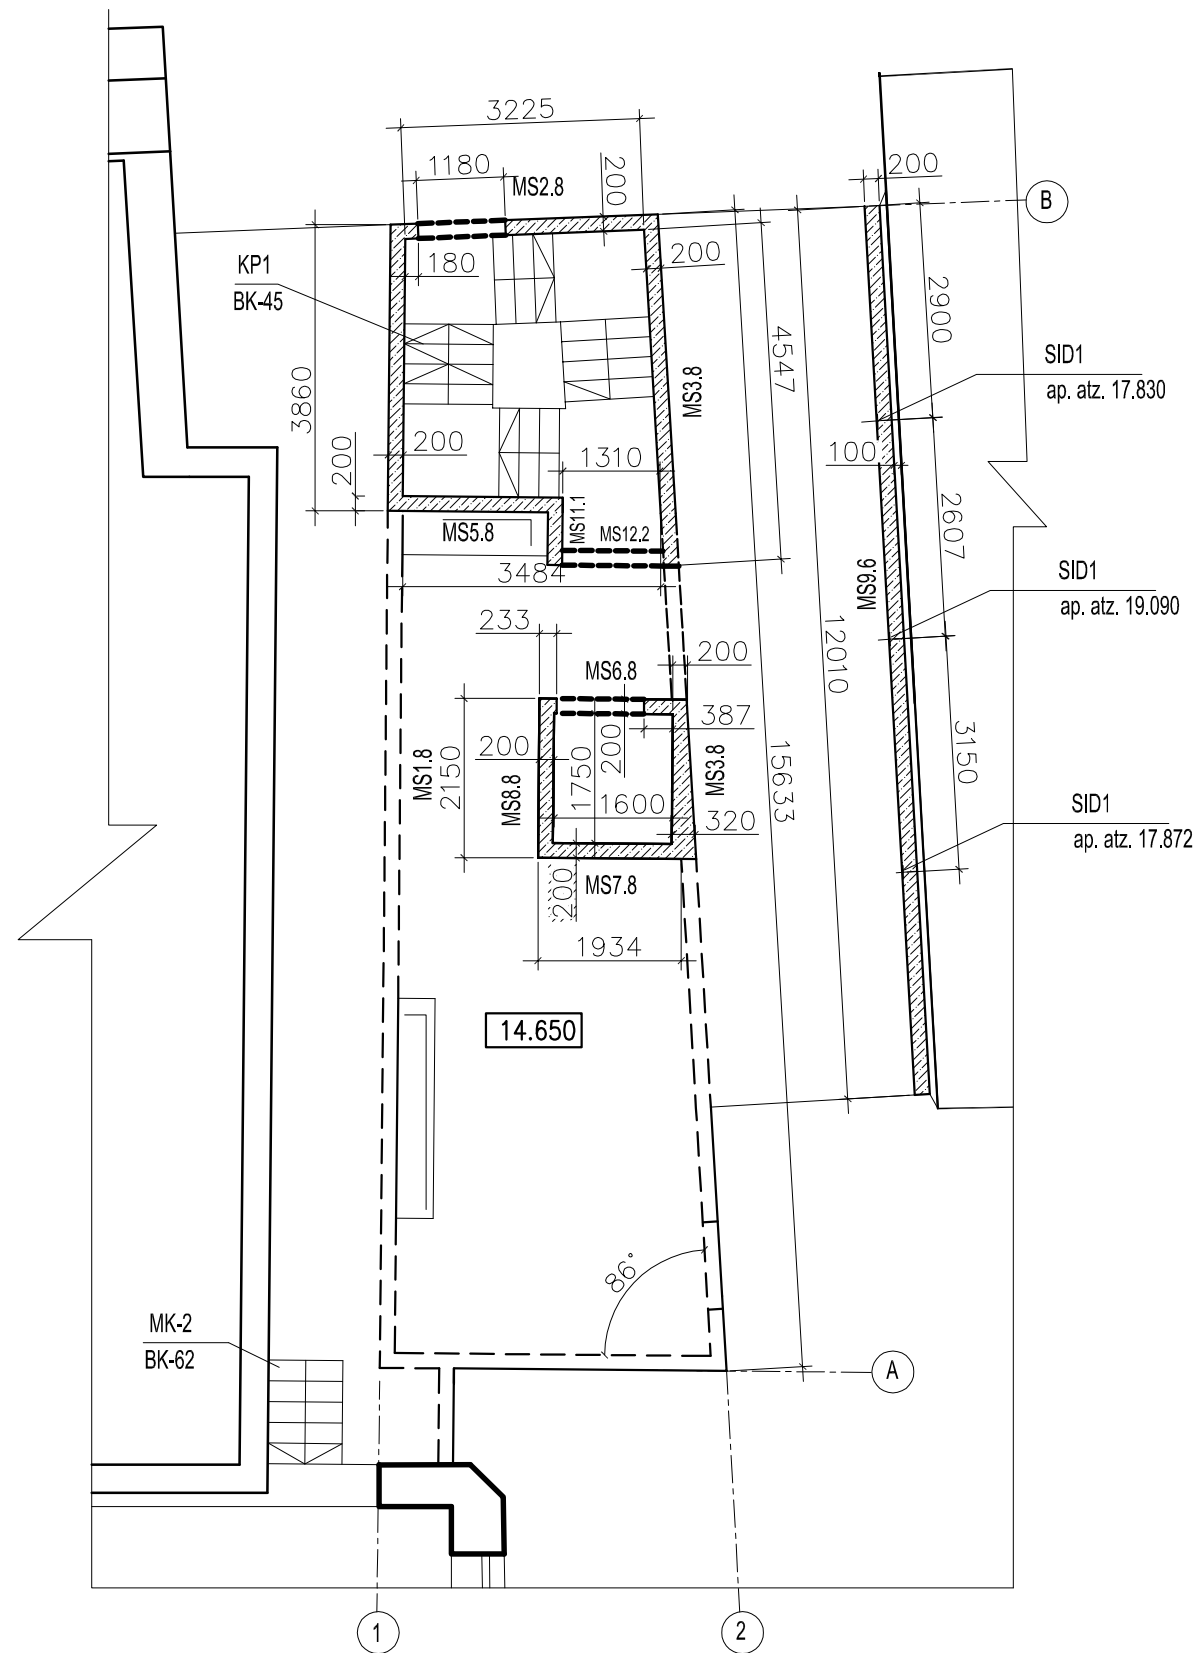 3225
1180
MS2.8
200
200
B
KP1
BK-45
180
200
2900
4547
SID1
ap. atz. 17.830
3860
MS3.8
200
200
1310
100
MS11.1
MS12.2
MS5.8
2607
3484
MS9.6
SID1
ap. atz. 19.090
233
12010
MS6.8
200
387
MS1.8
2150
200
MS8.8
1750
200
1600
MS3.8
320
15633
3150
SID1
ap. atz. 17.872
200
MS7.8
1934
14.650
86°
MK-2
BK-62
A
1
2